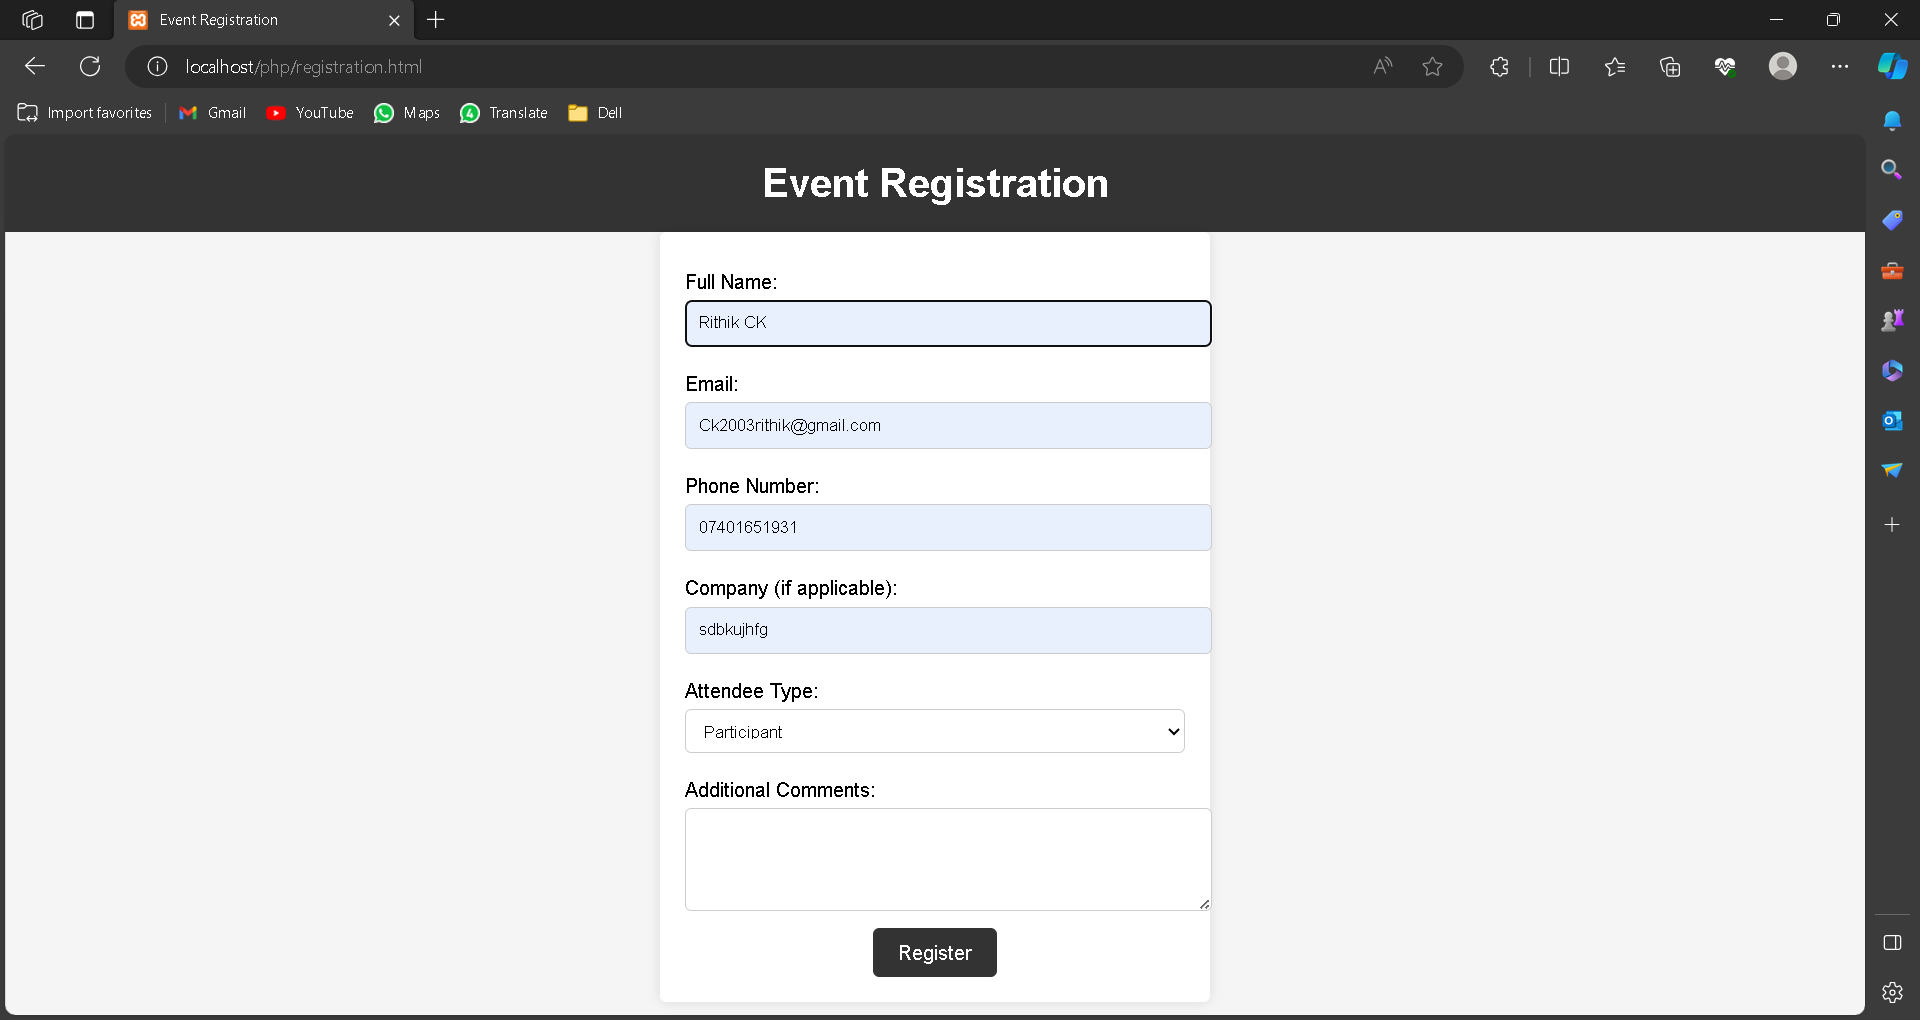 Event Registration
localhost/php/registration.html
Import favorites Gmail YouTube Maps 4 Translate Dell
Event Registration
Full Name:
Rithik CK
Email:
Ck2003rithik@gmail.com
Phone Number:
07401651931
Company (if applicable):
sdbkujhfg
Attendee Type:
Participant
Additional Comments:
Register